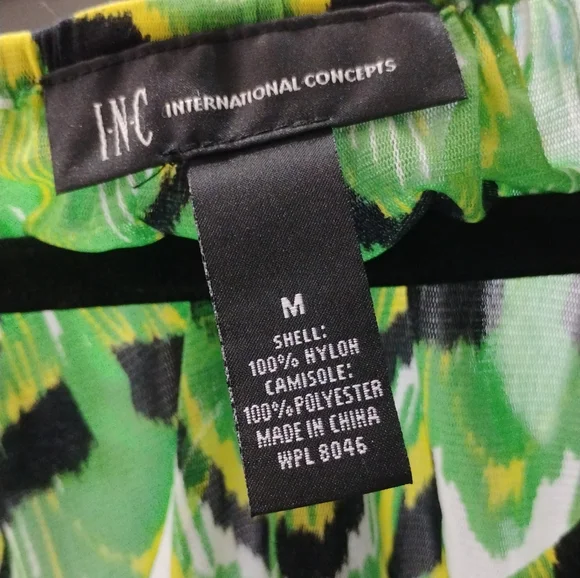 I·N·C INTERNATIONAL CONCEPTS
M
SHELL:
100% NYLON
CAMISOLE:
100% POLYESTER
MADE IN CHINA
WPL 8046